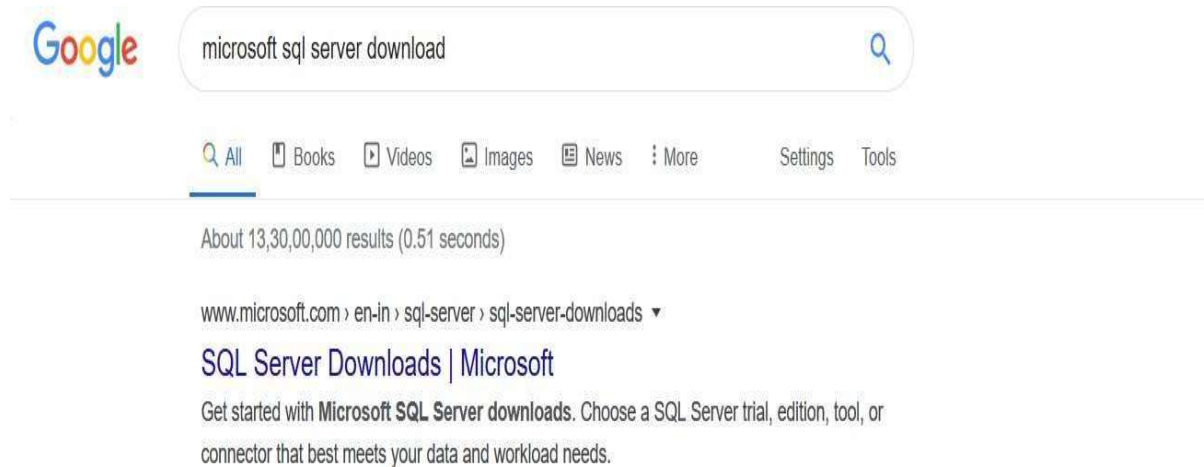 Google
microsoft sql server download
All Books Videos Images News More Settings Tools
About 13,30,00,000 results (0.51 seconds)
www.microsoft.com › en-in › sql-server › sql-server-downloads ▾
SQL Server Downloads | Microsoft
Get started with Microsoft SQL Server downloads. Choose a SQL Server trial, edition, tool, or
connector that best meets your data and workload needs.